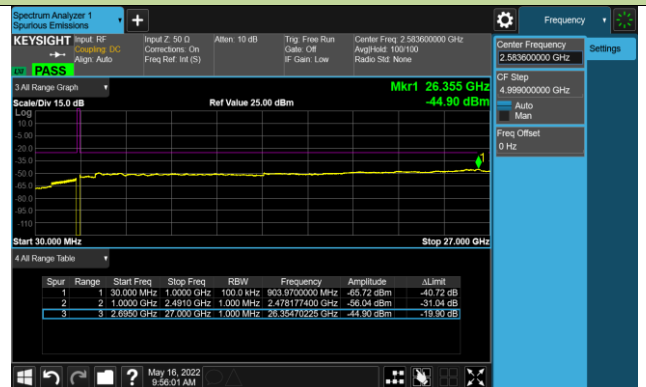 Spectrum Analyzer 1
Spurious Emissions
Frequency
KEYSIGHT Input: RF Input Z: 50 Ω Atten: 10 dB Trig: Free Run Center Freq: 2.583600000 GHz
Coupling: DC Corrections: On Gate: Off Avg|Hold: 100/100
Align: Auto Freq Ref: Int (S) IF Gain: Low Radio Std: None
PASS
Center Frequency
2.583600000 GHz
Settings
CF Step
4.999000000 GHz
Auto
Man
Freq Offset
0 Hz
3 All Range Graph
Mkr1 26.355 GHz
Scale/Div 15.0 dB Ref Value 25.00 dBm -44.90 dBm
Log
10.0
-5.00
-20.0
-35.0
-50.0
-65.0
-80.0
-95.0
-110
1
Start 30.000 MHz Stop 27.000 GHz
4 All Range Table
Spur Range Start Freq Stop Freq RBW Frequency Amplitude ΔLimit
1 1 30.000 MHz 1.0000 GHz 100.0 kHz 903.9700000 MHz -65.72 dBm -40.72 dB
2 2 1.0000 GHz 2.4910 GHz 1.000 MHz 2.478177400 GHz -56.04 dBm -31.04 dB
3 3 2.6950 GHz 27.000 GHz 1.000 MHz 26.35470225 GHz -44.90 dBm -19.90 dB
May 16, 2022
9:56:01 AM